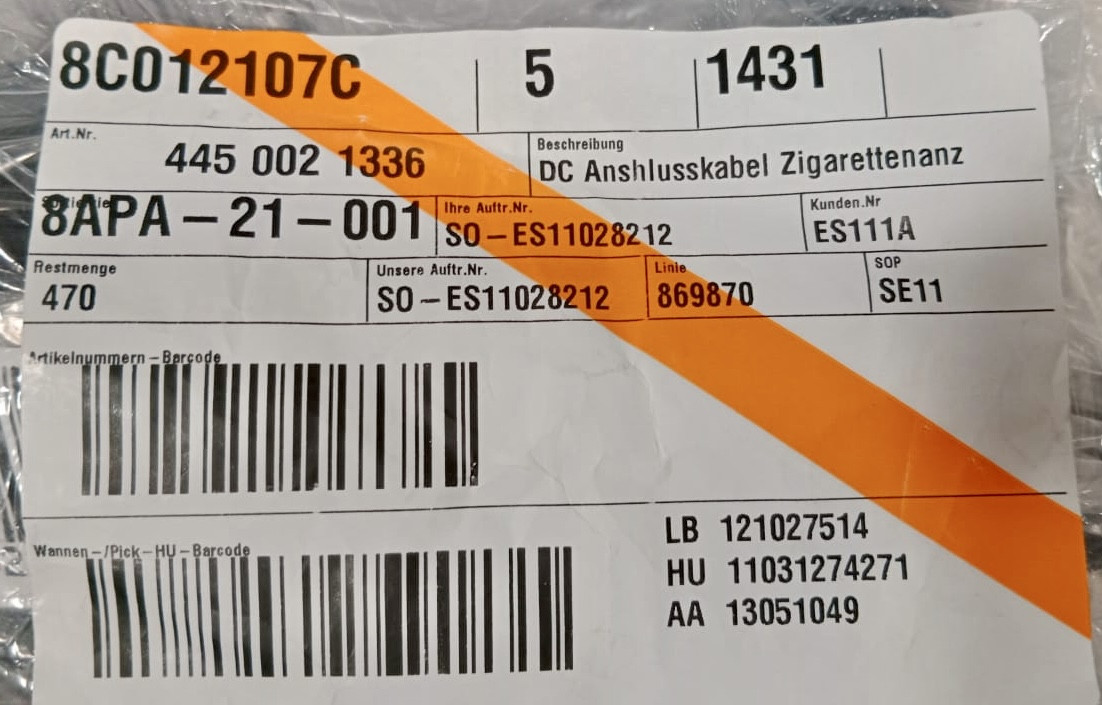 8C012107C 5 1431
Art.Nr. Beschreibung
445 002 1336 DC Anshlusskabel Zigarettenanz
8APA-21-001 Ihre Auftr.Nr. Kunden.Nr
SO-ES11028212 ES111A
Restmenge Unsere Auftr.Nr. Linie SOP
470 SO-ES11028212 869870 SE11
Artikelnummern-Barcode
LB 121027514
Wannen-/Pick-HU-Barcode
HU 11031274271
AA 13051049